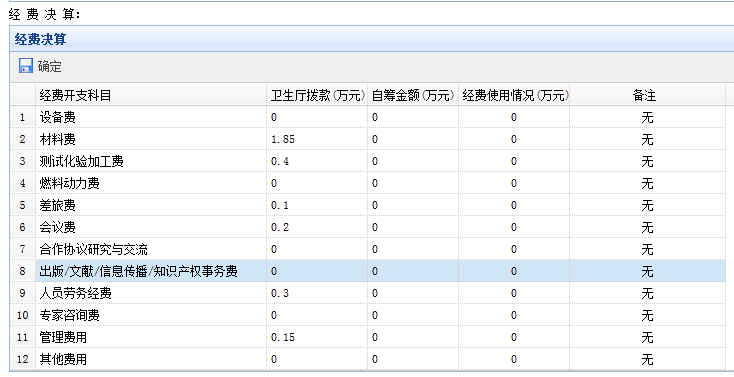 经 费 决 算:
经费决算
确定
经费开支科目 卫生厅拨款(万元) 自筹金额(万元) 经费使用情况(万元) 备注
1 设备费 0 0 0 无
2 材料费 1.85 0 0 无
3 测试化验加工费 0.4 0 0 无
4 燃料动力费 0 0 0 无
5 差旅费 0.1 0 0 无
6 会议费 0.2 0 0 无
7 合作协议研究与交流 0 0 0 无
8 出版/文献/信息传播/知识产权事务费 0 0 0 无
9 人员劳务经费 0.3 0 0 无
10 专家咨询费 0 0 0 无
11 管理费用 0.15 0 0 无
12 其他费用 0 0 0 无